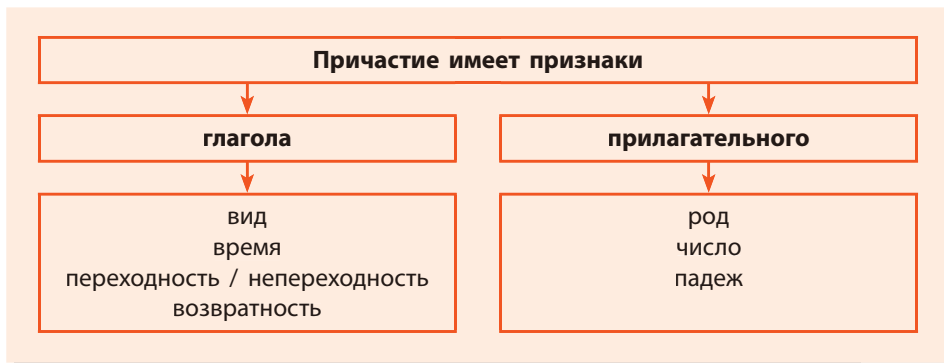 Причастие имеет признаки
глагола
прилагательного
вид
время
переходность / непереходность
возвратность
род
число
падеж